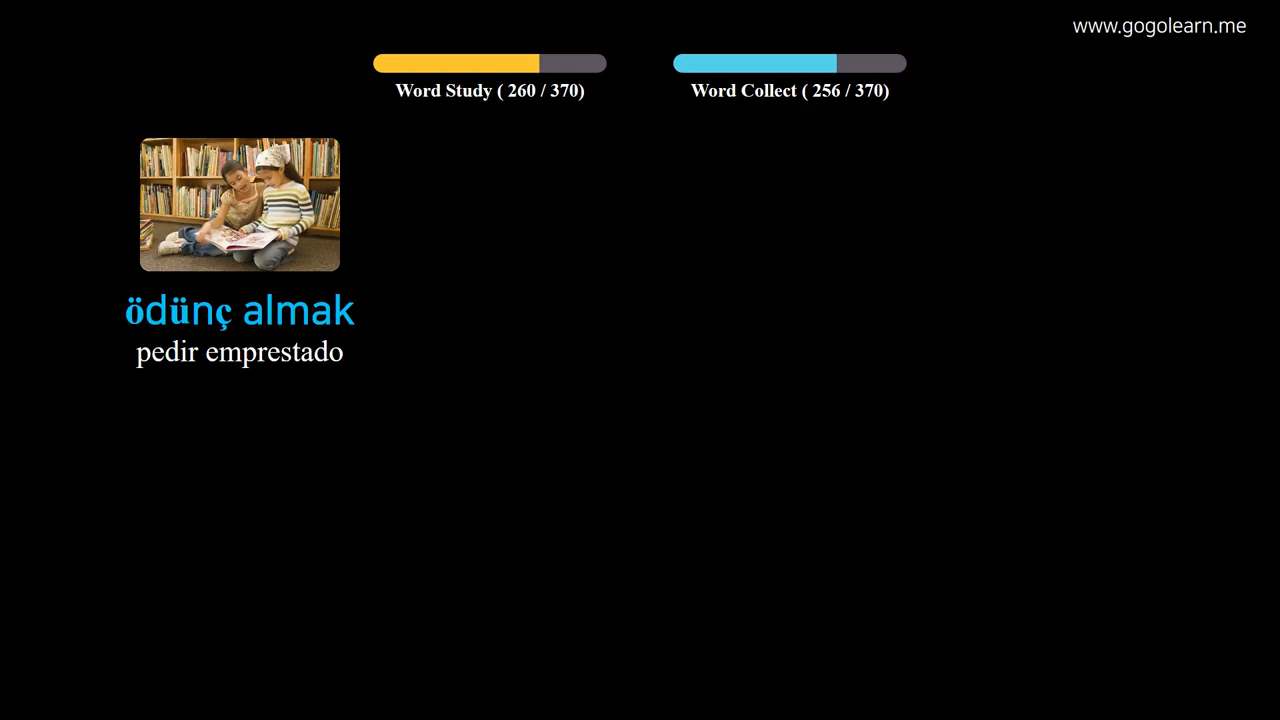 www.gogolearn.me
Word Study ( 260 / 370)
Word Collect ( 256 / 370)
ödünç almak
pedir emprestado